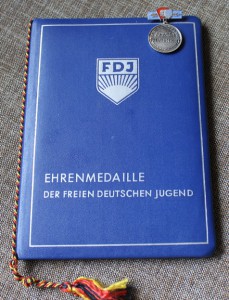 FDJ
EHRENMEDAILLE
DER FREIEN DEUTSCHEN JUGEND